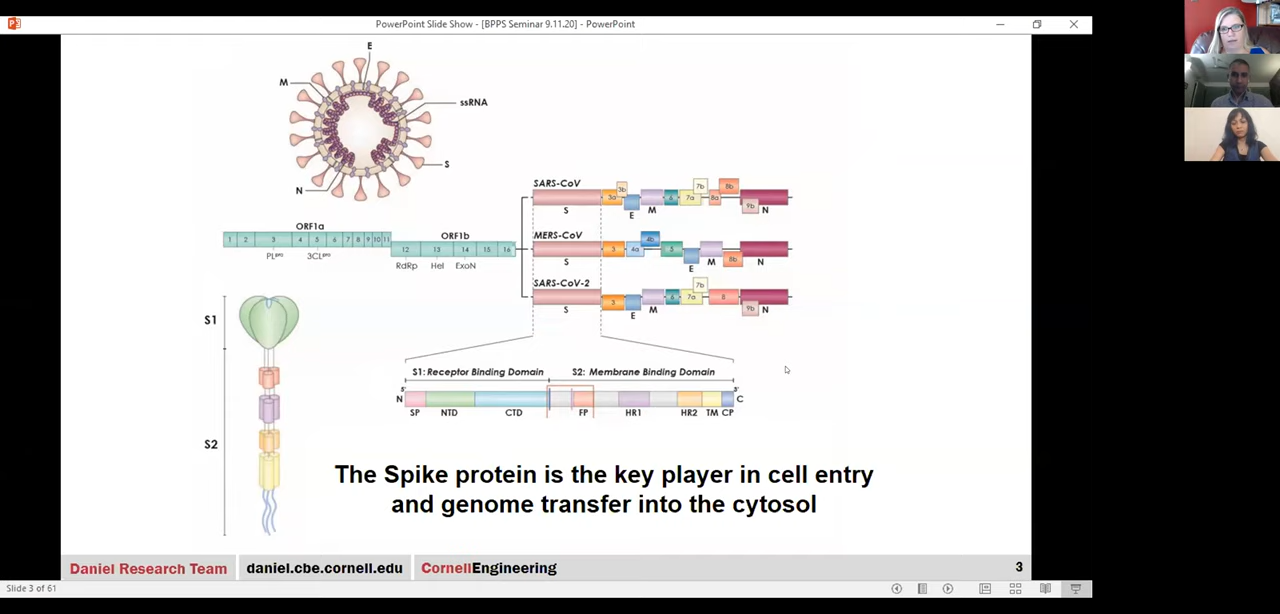 PowerPoint Slide Show - [BPPS Seminar 9.11.20] - PowerPoint
E
M
ssRNA
S
N
SARS-CoV
3a 3b 6 7a 7b 8a 8b 9b
S E M N
ORF1a
1 2 3 4 5 6 7 8 9 10 11
PLpro 3CLpro
ORF1b
12 13 14 15 16
RdRp Hel ExoN
MERS-CoV
3 4a 4b 5 8b
S E M N
SARS-CoV-2
3 6 7a 7b 8 9b
S E M N
S1
S2
S1: Receptor Binding Domain S2: Membrane Binding Domain
5' 3'
N C
SP NTD CTD FP HR1 HR2 TM CP
The Spike protein is the key player in cell entry
and genome transfer into the cytosol
Daniel Research Team daniel.cbe.cornell.edu CornellEngineering 3
Slide 3 of 61